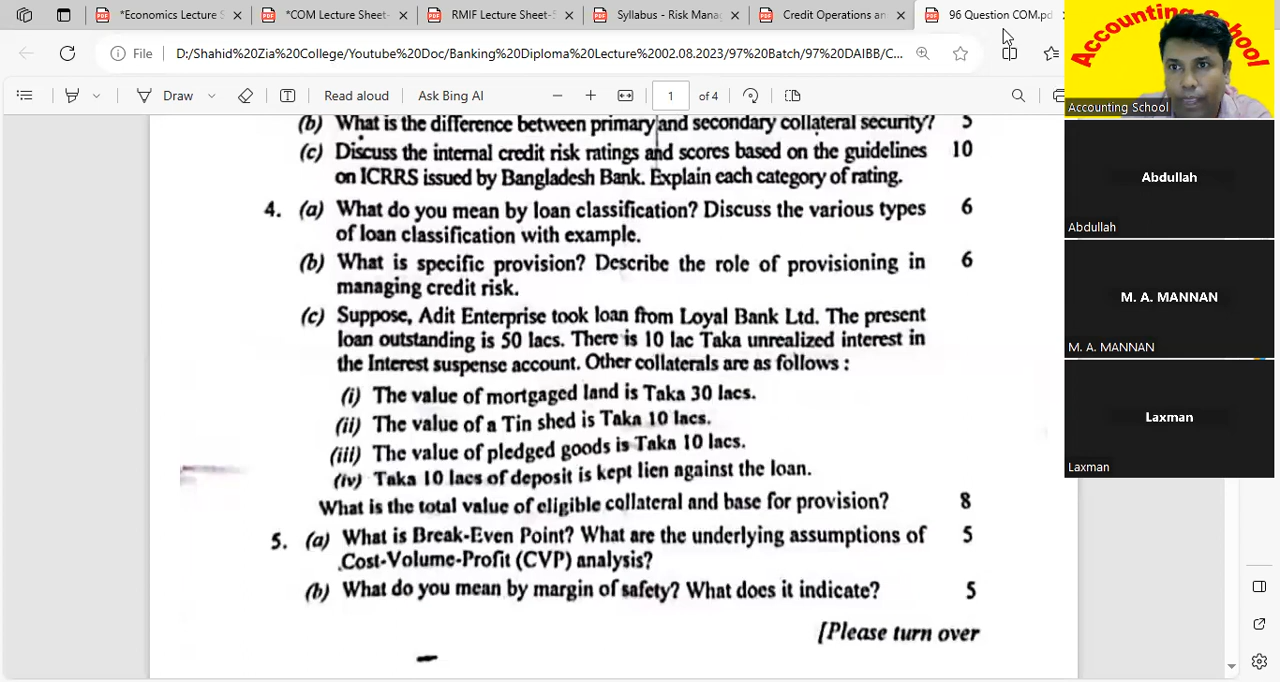 *Economics Lecture S
*COM Lecture Sheet-
RMIF Lecture Sheet-
Syllabus - Risk Mana
Credit Operations an
96 Question COM.pd
File
D:/Shahid%20Zia%20College/Youtube%20Doc/Banking%20Diploma%20Lecture%2002.08.2023/97%20Batch/97%20DAIBB/C...
Draw
Read aloud
Ask Bing AI
1
of 4
(b) What is the difference between primary and secondary collateral security? 5
(c) Discuss the internal credit risk ratings and scores based on the guidelines 10
on ICRRS issued by Bangladesh Bank. Explain each category of rating.
4. (a) What do you mean by loan classification? Discuss the various types 6
of loan classification with example.
(b) What is specific provision? Describe the role of provisioning in 6
managing credit risk.
(c) Suppose, Adit Enterprise took loan from Loyal Bank Ltd. The present
loan outstanding is 50 lacs. There is 10 lac Taka unrealized interest in
the Interest suspense account. Other collaterals are as follows :
(i) The value of mortgaged land is Taka 30 lacs.
(ii) The value of a Tin shed is Taka 10 lacs.
(iii) The value of pledged goods is Taka 10 lacs.
(iv) Taka 10 lacs of deposit is kept lien against the loan.
What is the total value of eligible collateral and base for provision? 8
5. (a) What is Break-Even Point? What are the underlying assumptions of 5
Cost-Volume-Profit (CVP) analysis?
(b) What do you mean by margin of safety? What does it indicate? 5
[Please turn over
Accounting School
Accounting School
Abdullah
Abdullah
M. A. MANNAN
M. A. MANNAN
Laxman
Laxman